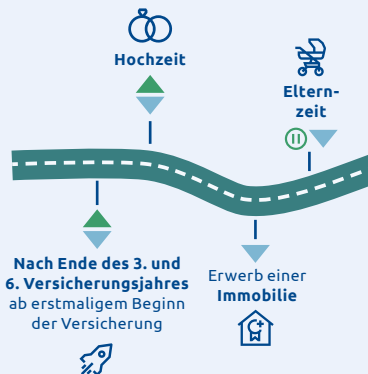 Hochzeit
Eltern-
zeit
Nach Ende des 3. und
6. Versicherungsjahres
ab erstmaligem Beginn
der Versicherung
Erwerb einer
Immobilie